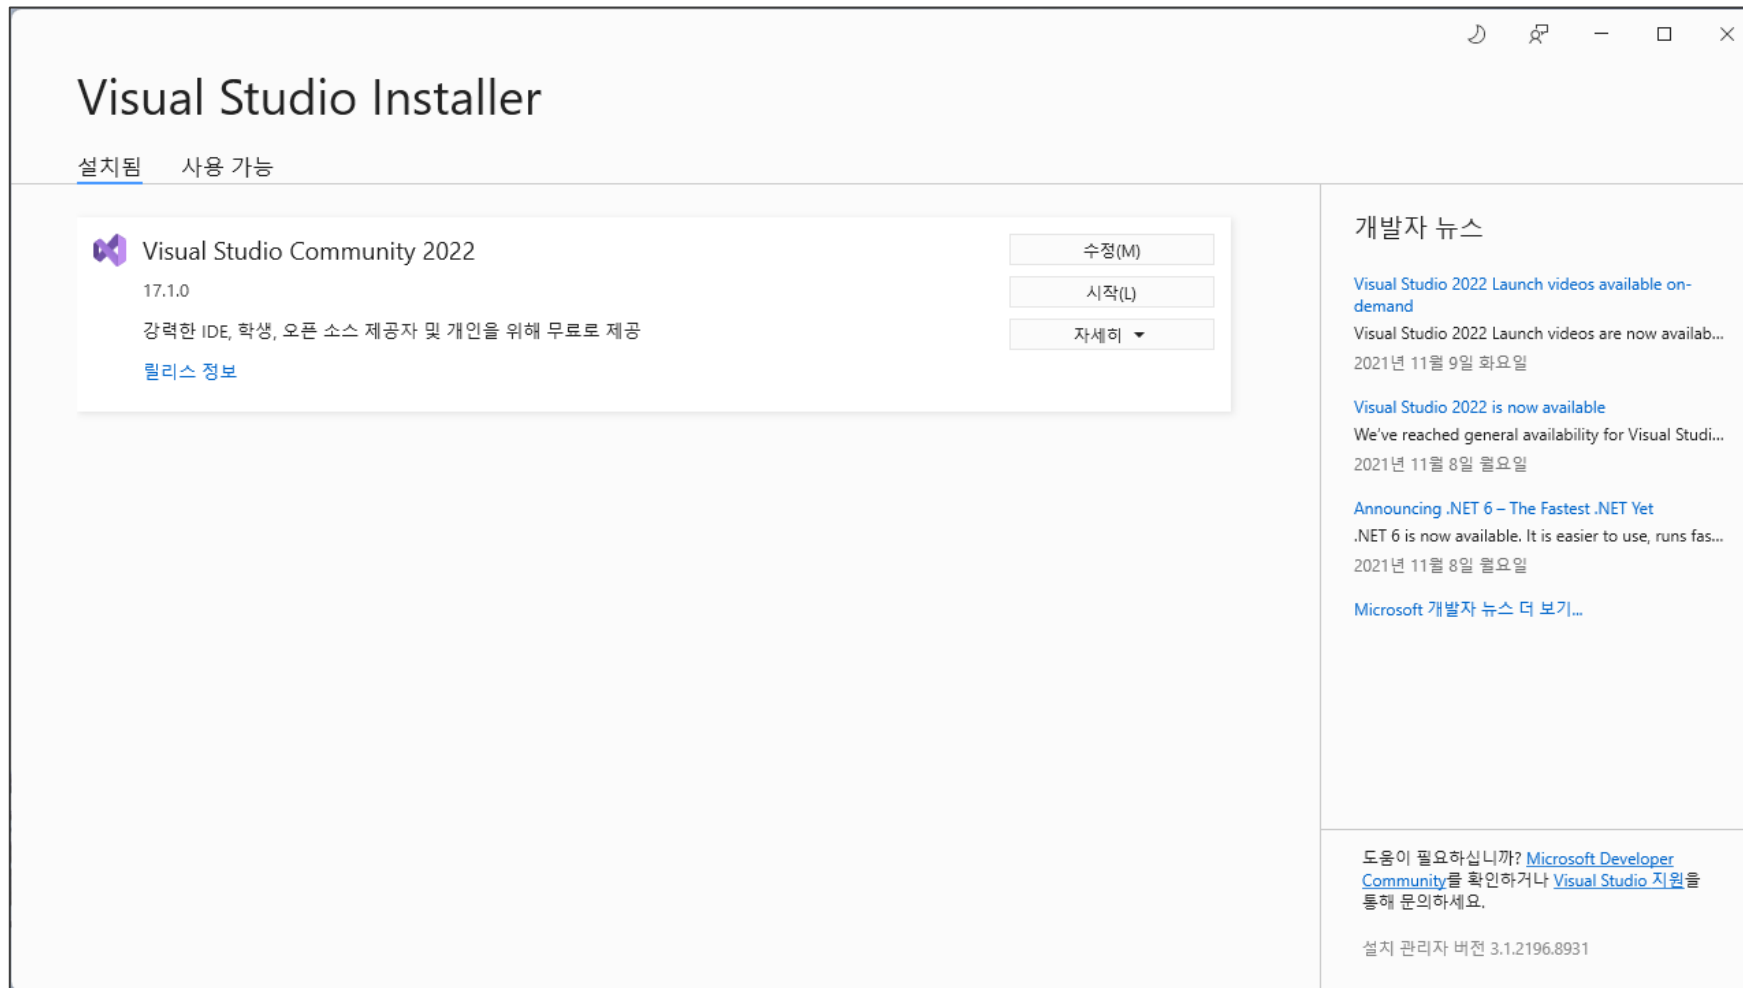 Visual Studio Installer
설치됨
사용 가능
Visual Studio Community 2022
17.1.0
강력한 IDE, 학생, 오픈 소스 제공자 및 개인을 위해 무료로 제공
릴리스 정보
수정(M)
시작(L)
자세히
개발자 뉴스
Visual Studio 2022 Launch videos available on-
demand
Visual Studio 2022 Launch videos are now availab...
2021년 11월 9일 화요일
Visual Studio 2022 is now available
We've reached general availability for Visual Studi...
2021년 11월 8일 월요일
Announcing .NET 6 – The Fastest .NET Yet
.NET 6 is now available. It is easier to use, runs fas...
2021년 11월 8일 월요일
Microsoft 개발자 뉴스 더 보기...
도움이 필요하십니까? Microsoft Developer
Community를 확인하거나 Visual Studio 지원을
통해 문의하세요.
설치 관리자 버전 3.1.2196.8931